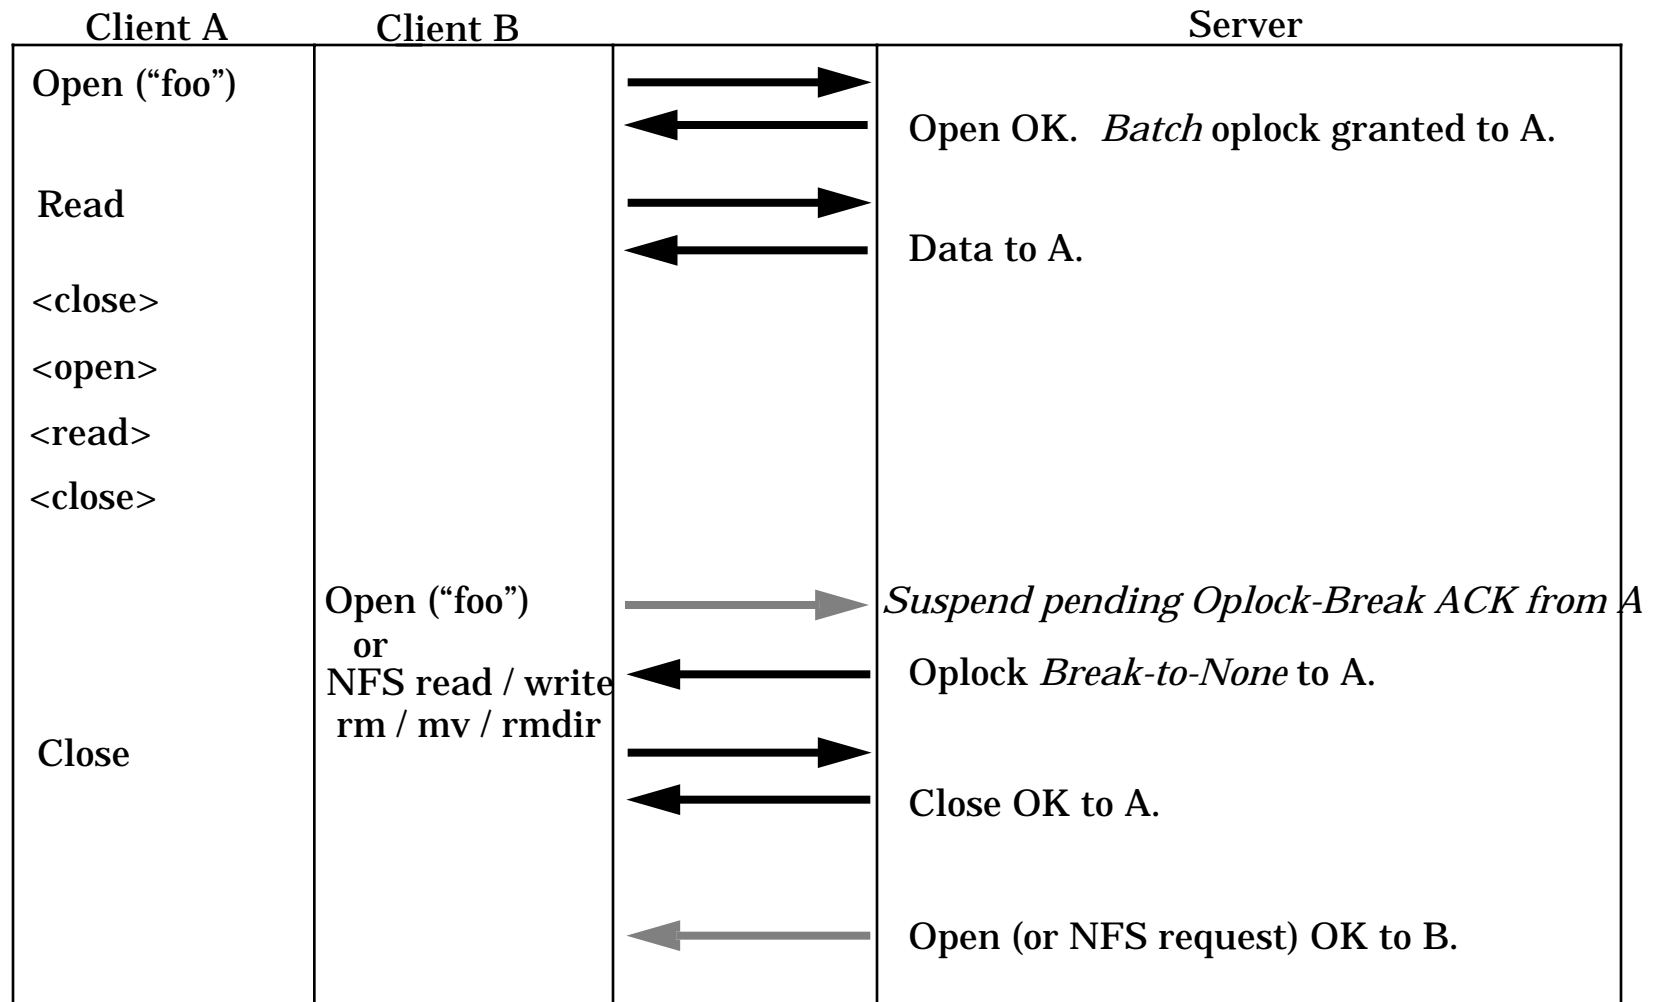 Client A Client B Server
Open (“foo”)
Open OK. Batch oplock granted to A.
Read
Data to A.
<close>
<open>
<read>
<close>
Open (“foo”) Suspend pending Oplock-Break ACK from A
or
NFS read / write Oplock Break-to-None to A.
rm / mv / rmdir
Close
Close OK to A.
Open (or NFS request) OK to B.